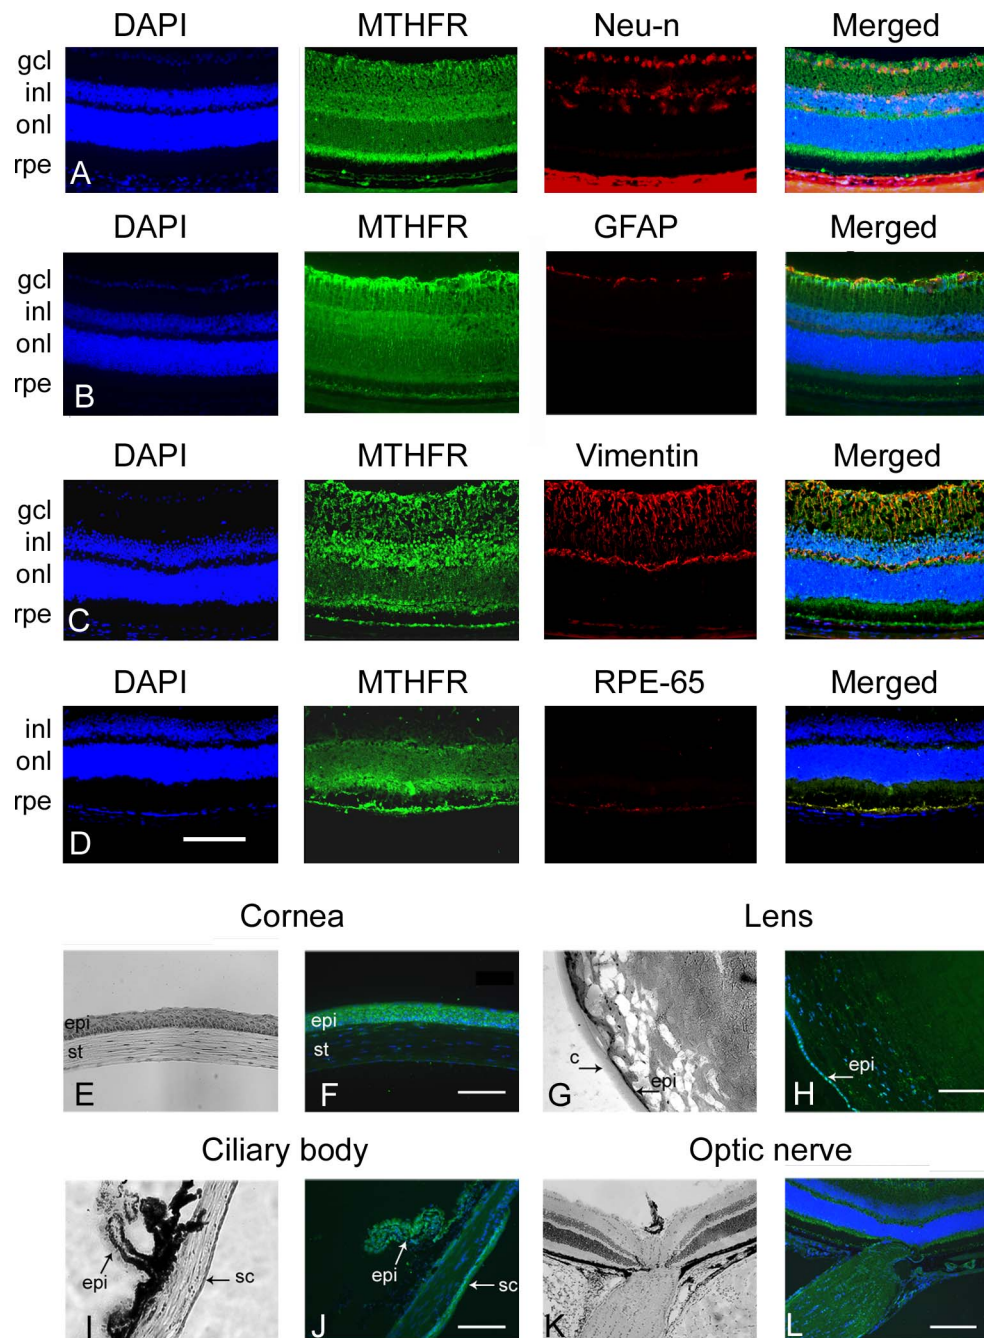 DAPI MTHFR Neu-n Merged
gcl
inl
onl
rpe
A
DAPI MTHFR GFAP Merged
gcl
inl
onl
rpe
B
DAPI MTHFR Vimentin Merged
gcl
inl
onl
rpe
C
DAPI MTHFR RPE-65 Merged
inl
onl
rpe
D
Cornea Lens
epi
st
E
epi
st
F
c
epi
G
epi
H
Ciliary body Optic nerve
epi
sc
I
epi
sc
J
K
L